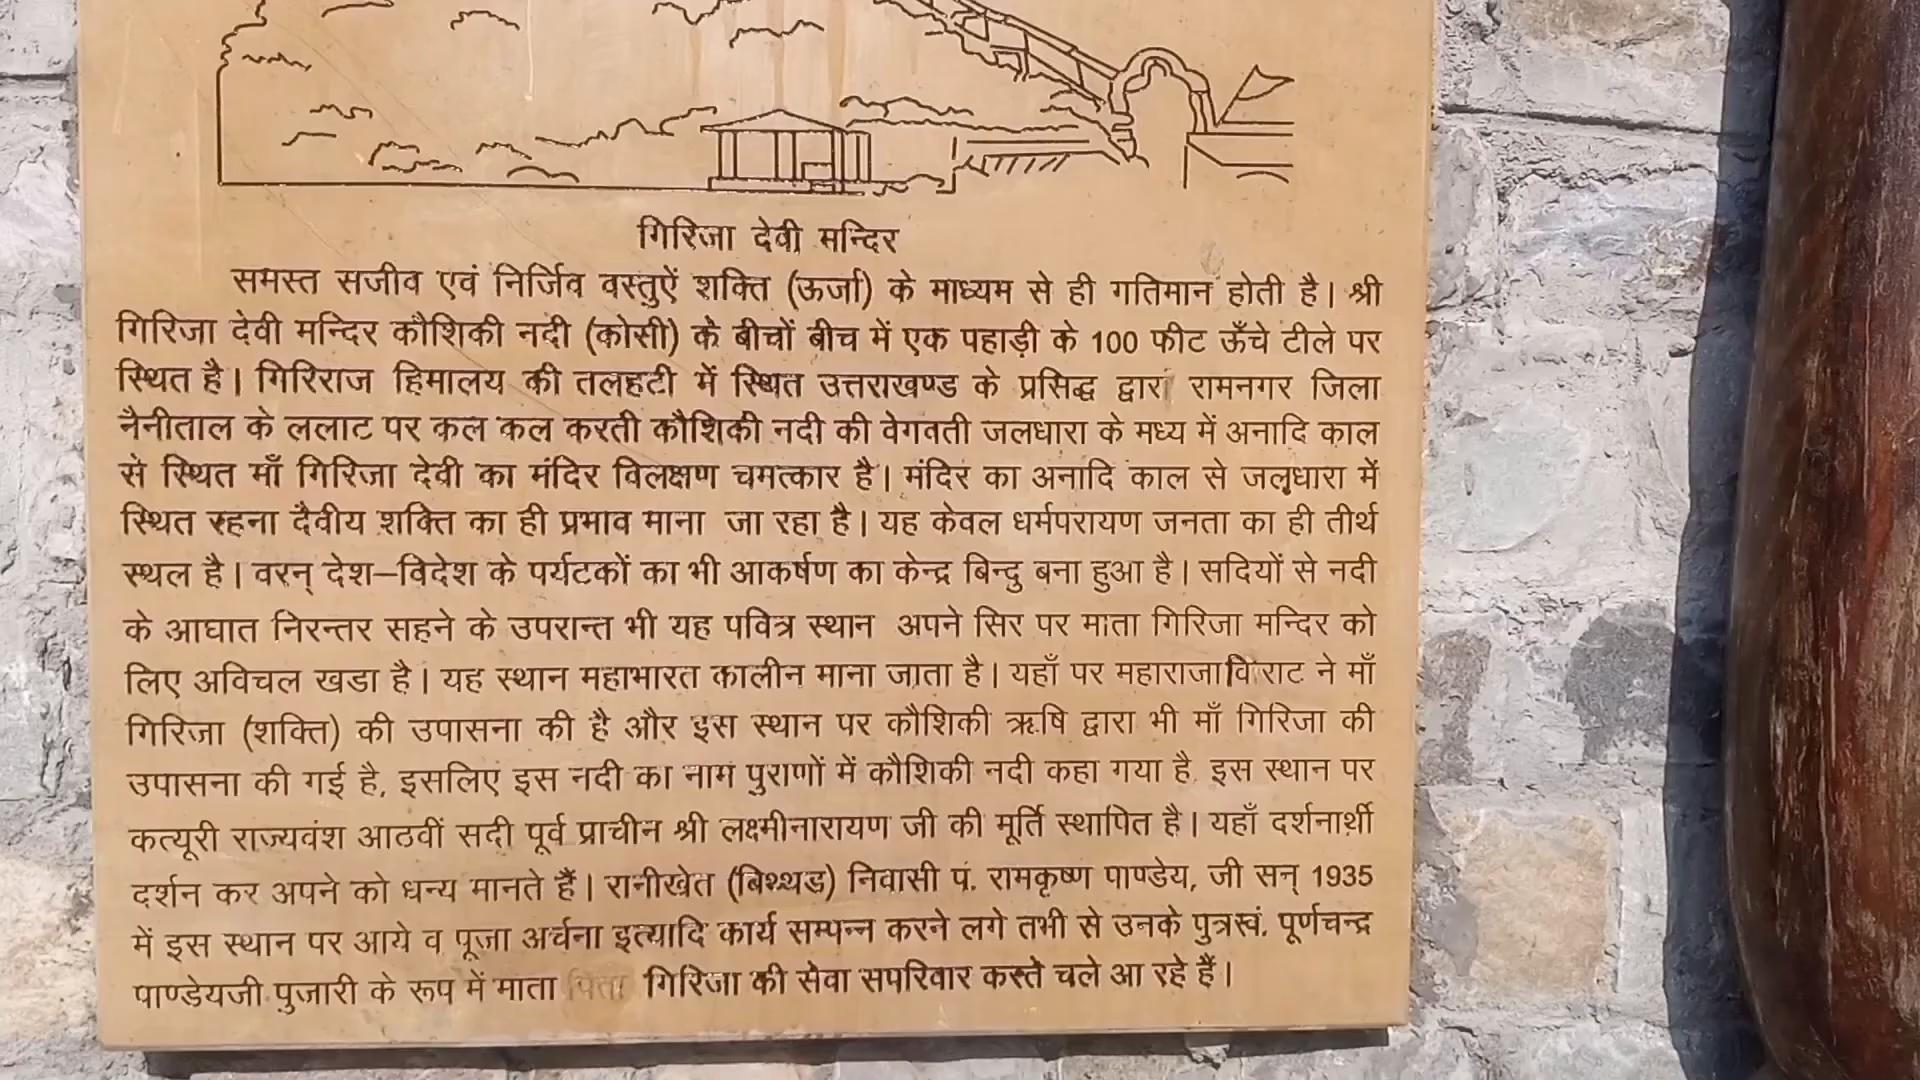 गिरिजा देवी मन्दिर
समस्त सजीव एवं निर्जिव वस्तुऐं शक्ति (ऊर्जा) के माध्यम से ही गतिमान होती है। श्री
गिरिजा देवी मन्दिर कौशिकी नदी (कोसी) के बीचों बीच में एक पहाड़ी के 100 फीट ऊँचे टीले पर
स्थित है। गिरिराज हिमालय की तलहटी में स्थित उत्तराखण्ड के प्रसिद्ध द्वार रामनगर जिला
नैनीताल के ललाट पर कल कल करती कौशिकी नदी की वेगवती जलधारा के मध्य में अनादि काल
से स्थित माँ गिरिजा देवी का मंदिर विलक्षण चमत्कार है। मंदिर का अनादि काल से जलधारा में
स्थित रहना दैवीय शक्ति का ही प्रभाव माना जा रहा है। यह केवल धर्मपरायण जनता का ही तीर्थ
स्थल है। वरन् देश–विदेश के पर्यटकों का भी आकर्षण का केन्द्र बिन्दु बना हुआ है। सदियों से नदी
के आघात निरन्तर सहने के उपरान्त भी यह पवित्र स्थान अपने सिर पर माता गिरिजा मन्दिर को
लिए अविचल खडा है। यह स्थान महाभारत कालीन माना जाता है। यहाँ पर महाराजा विराट ने माँ
गिरिजा (शक्ति) की उपासना की है और इस स्थान पर कौशिकी ऋषि द्वारा भी माँ गिरिजा की
उपासना की गई है, इसलिए इस नदी का नाम पुराणों में कौशिकी नदी कहा गया है. इस स्थान पर
कत्यूरी राज्यवंश आठवीं सदी पूर्व प्राचीन श्री लक्ष्मीनारायण जी की मूर्ति स्थापित है। यहाँ दर्शनार्थी
दर्शन कर अपने को धन्य मानते हैं। रानीखेत (बिथ्थड) निवासी पं. रामकृष्ण पाण्डेय, जी सन् 1935
में इस स्थान पर आये व पूजा अर्चना इत्यादि कार्य सम्पन्न करने लगे तभी से उनके पुत्रस्वं. पूर्णचन्द्र
पाण्डेयजी पुजारी के रूप में माता गिरिजा की सेवा सपरिवार कस्ते चले आ रहे हैं।